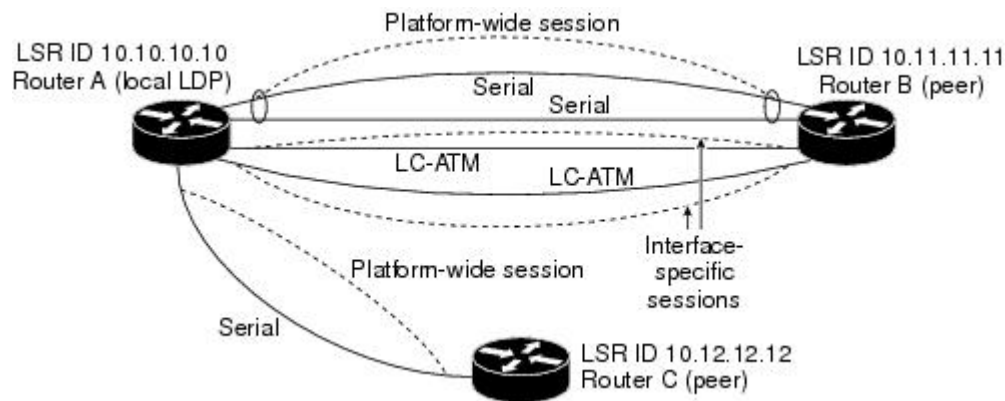 Platform-wide session
LSR ID 10.10.10.10
Router A (local LDP)
LSR ID 10.11.11.11
Router B (peer)
Serial
Serial
LC-ATM
LC-ATM
Interface-
specific
sessions
Platform-wide session
Serial
LSR ID 10.12.12.12
Router C (peer)